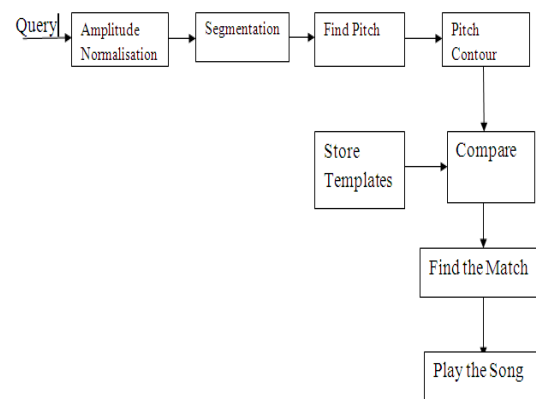 Query
Amplitude
Normalisation
Segmentation
Find Pitch
Pitch
Contour
Store
Templates
Compare
Find the Match
Play the Song